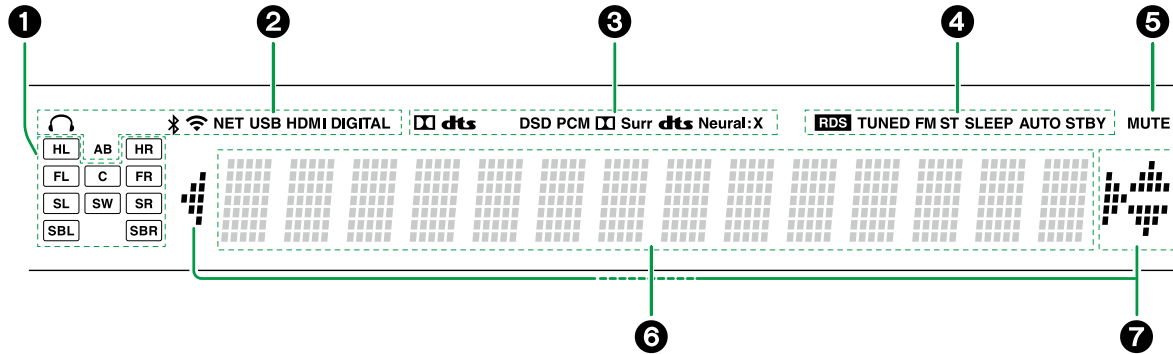 1 2 3 4 5
NET USB HDMI DIGITAL dts DSD PCM Surr dts Neural:X RDS TUNED FM ST SLEEP AUTO STBY MUTE
HL AB HR
FL C FR
SL SW SR
SBL SBR
6 7